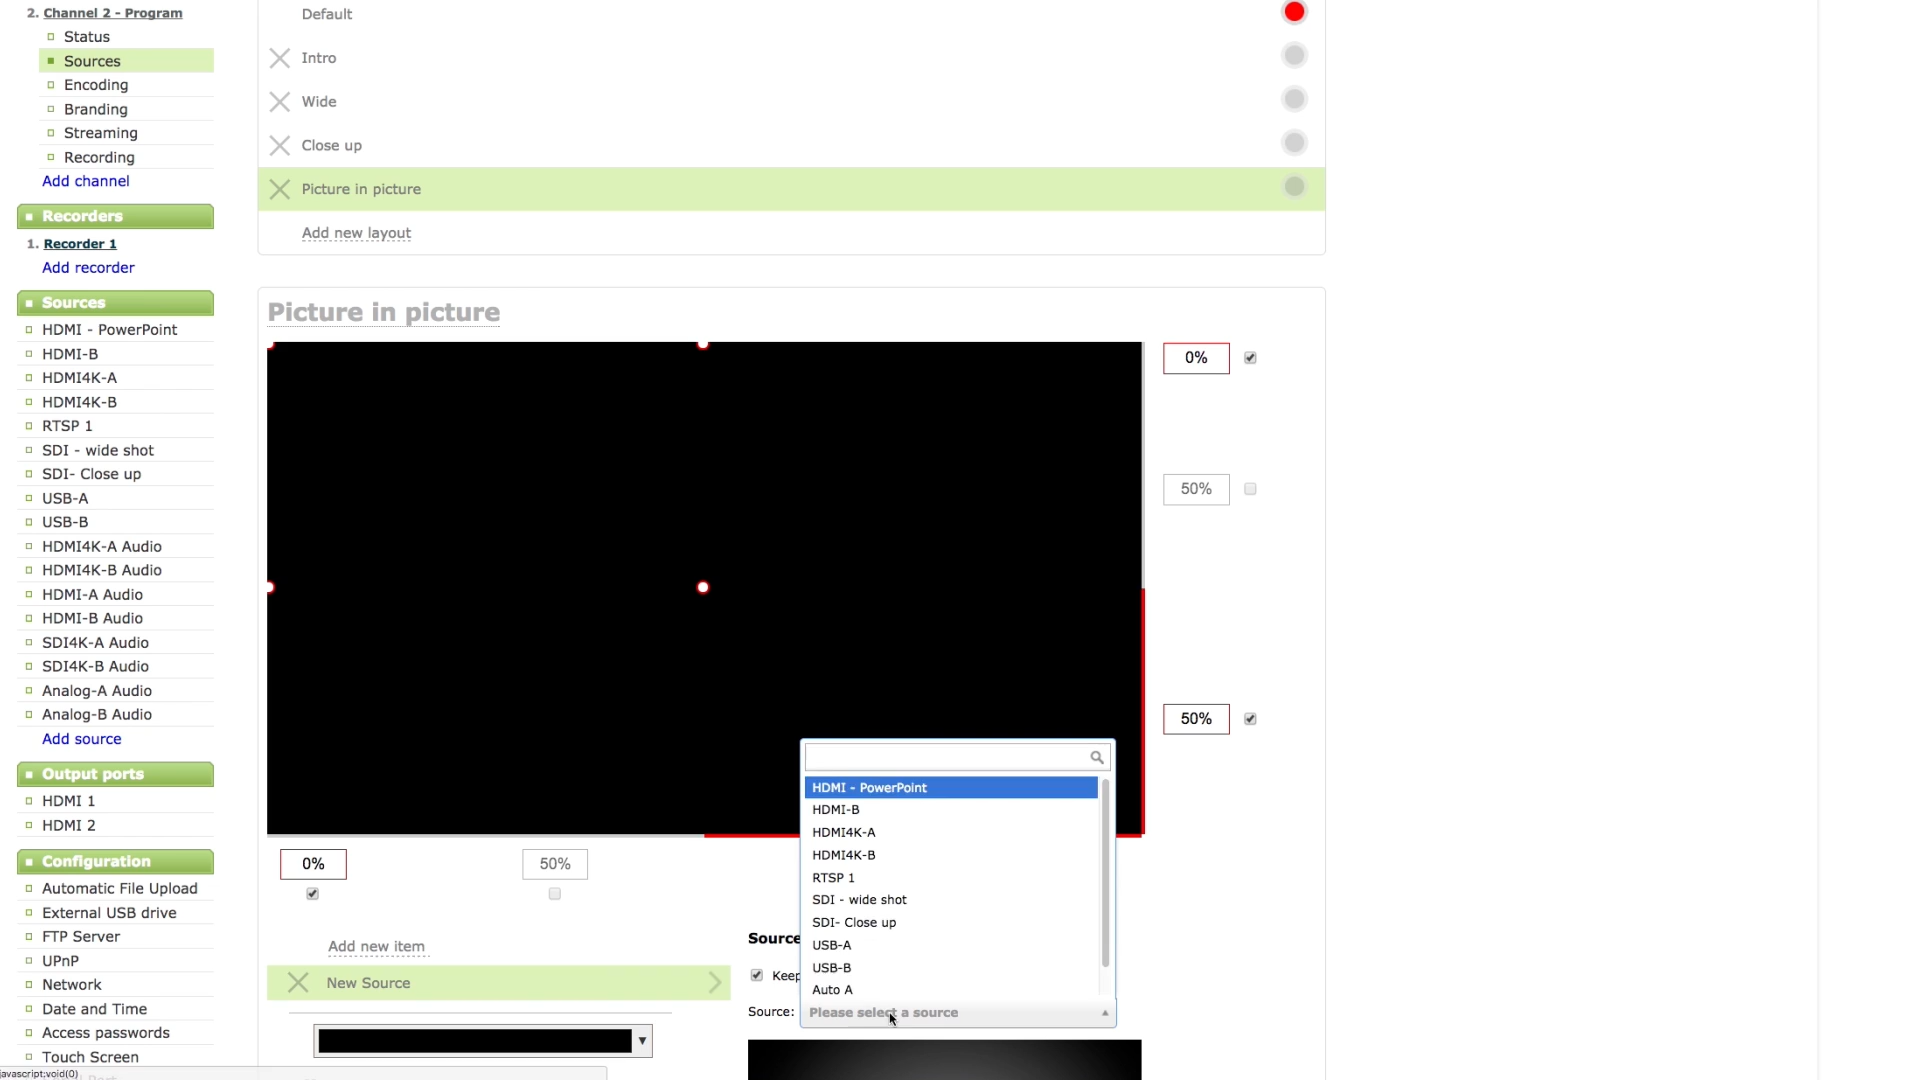 2. Channel 2 - Program
Status
Sources
Encoding
Branding
Streaming
Recording
Add channel
Recorders
1. Recorder 1
Add recorder
Sources
HDMI - PowerPoint
HDMI-B
HDMI4K-A
HDMI4K-B
RTSP 1
SDI - wide shot
SDI- Close up
USB-A
USB-B
HDMI4K-A Audio
HDMI4K-B Audio
HDMI-A Audio
HDMI-B Audio
SDI4K-A Audio
SDI4K-B Audio
Analog-A Audio
Analog-B Audio
Add source
Output ports
HDMI 1
HDMI 2
Configuration
Automatic File Upload
External USB drive
FTP Server
UPnP
Network
Date and Time
Access passwords
Touch Screen
javascript:void(0)
Default
Intro
Wide
Close up
Picture in picture
Add new layout
Picture in picture
0%
50%
50%
0%
50%
Add new item
New Source
Source
Keep
Source:
HDMI - PowerPoint
HDMI-B
HDMI4K-A
HDMI4K-B
RTSP 1
SDI - wide shot
SDI- Close up
USB-A
USB-B
Auto A
Please select a source